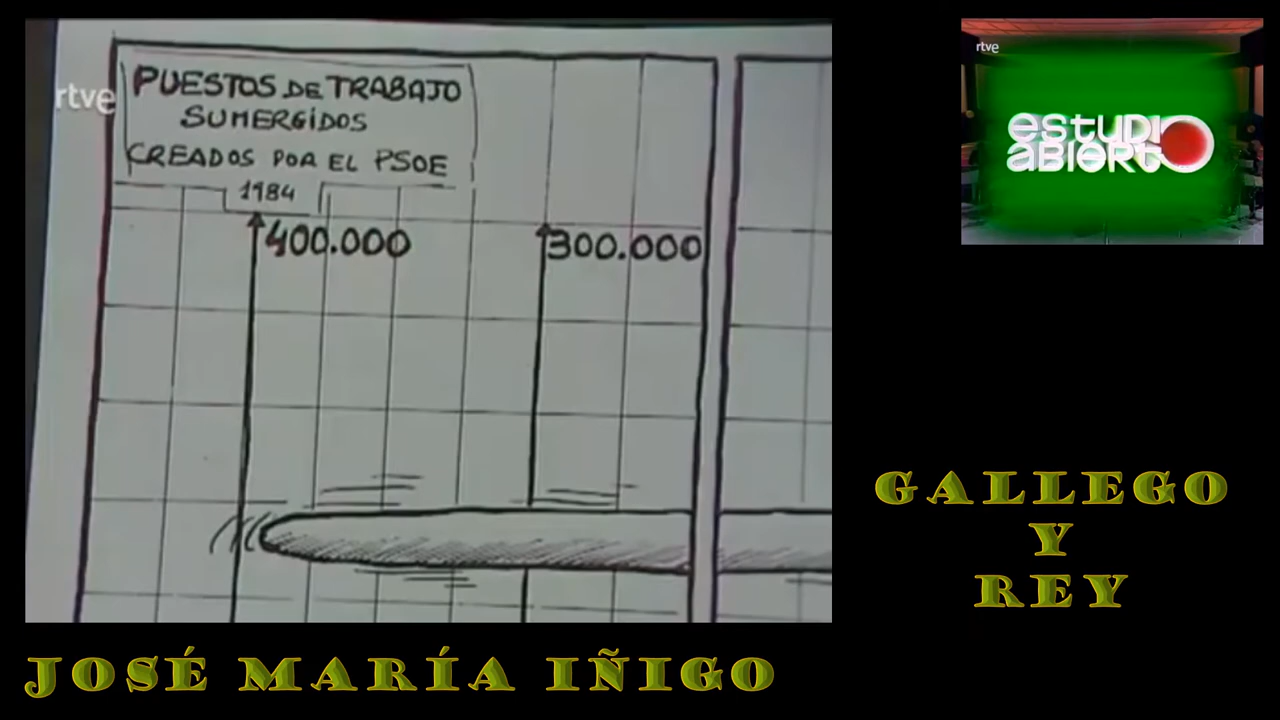 PUESTOS DE TRABAJO
SUMERGIDOS
CREADOS POR EL PSOE
1984
400.000
300.000
rtve
rtve
estudio
abierto
GALLEGO
Y
REY
JOSÉ MARÍA IÑIGO